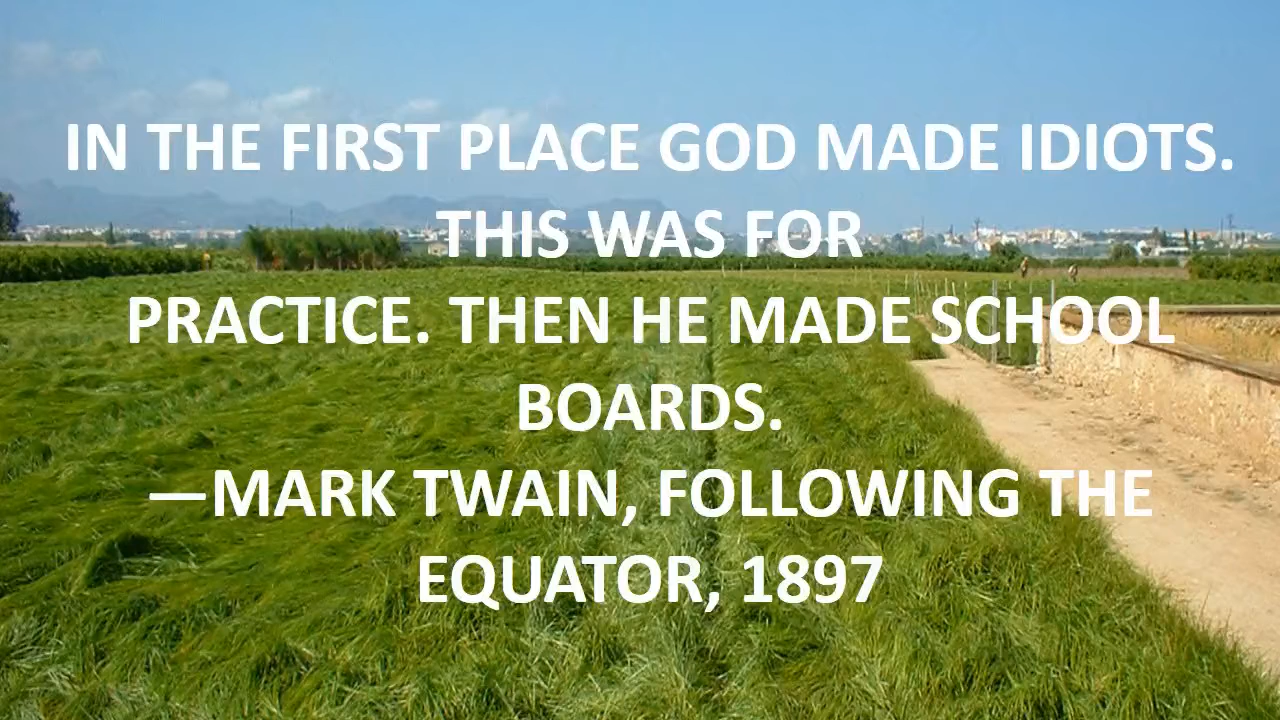 IN THE FIRST PLACE GOD MADE IDIOTS.
THIS WAS FOR
PRACTICE. THEN HE MADE SCHOOL
BOARDS.
—MARK TWAIN, FOLLOWING THE
EQUATOR, 1897